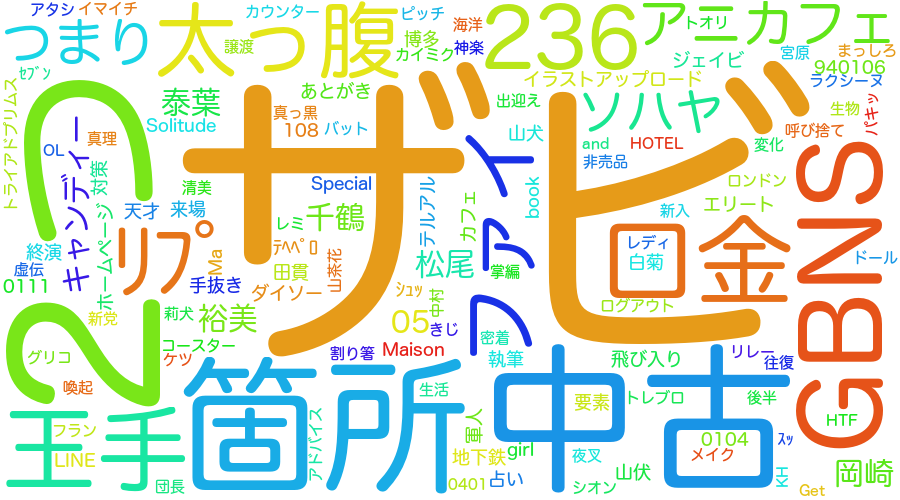 アタシ
イマイチ
つまり
太っ腹
カウンター
譲渡
ピッチ
博多
カイミク
海洋
神楽
236
アニカフェ
トオリ
ジェイビ
宮原
まっしろ
940106
ラクシーヌ
ｾﾌﾞﾝ
トライアドプリムス
泰葉
Solitude
あとがき
真っ黒
108
バット
イラストアップロード
出迎え
ソハヤ
山犬
and
HOTEL
非売品
呼び捨て
変化
生物
パキッ
22
OL
キャンディー
真理
対策
ホームページ
清美
天才
来場
Special
レミ
千鶴
ザビ
テルアル
カフェ
ファイ
book
新入
ロンドン
エリート
GBNS
終演
虚伝
0111
リプ
Ma
手抜き
ﾃﾍﾍﾟﾛ
田貫
山茶花
ダイソー
松尾
掌編
レディ
白菊
ロ金
ドール
ログアウト
新党
莉犬
裕美
ｼｭｯ
中村
05
きじ
密着
グリコ
コースター
ケツ
割り箸
Maison
執筆
飛び入り
リレー
往復
喚起
箇所
中古
生活
トレブロ
後半
王手
フラン
LINE
アドバイス
軍人
要素
HTF
girl
0104
ｽｯ
メイク
地下鉄
夜叉
岡崎
団長
0401
占い
シオン
山伏
KH
Get